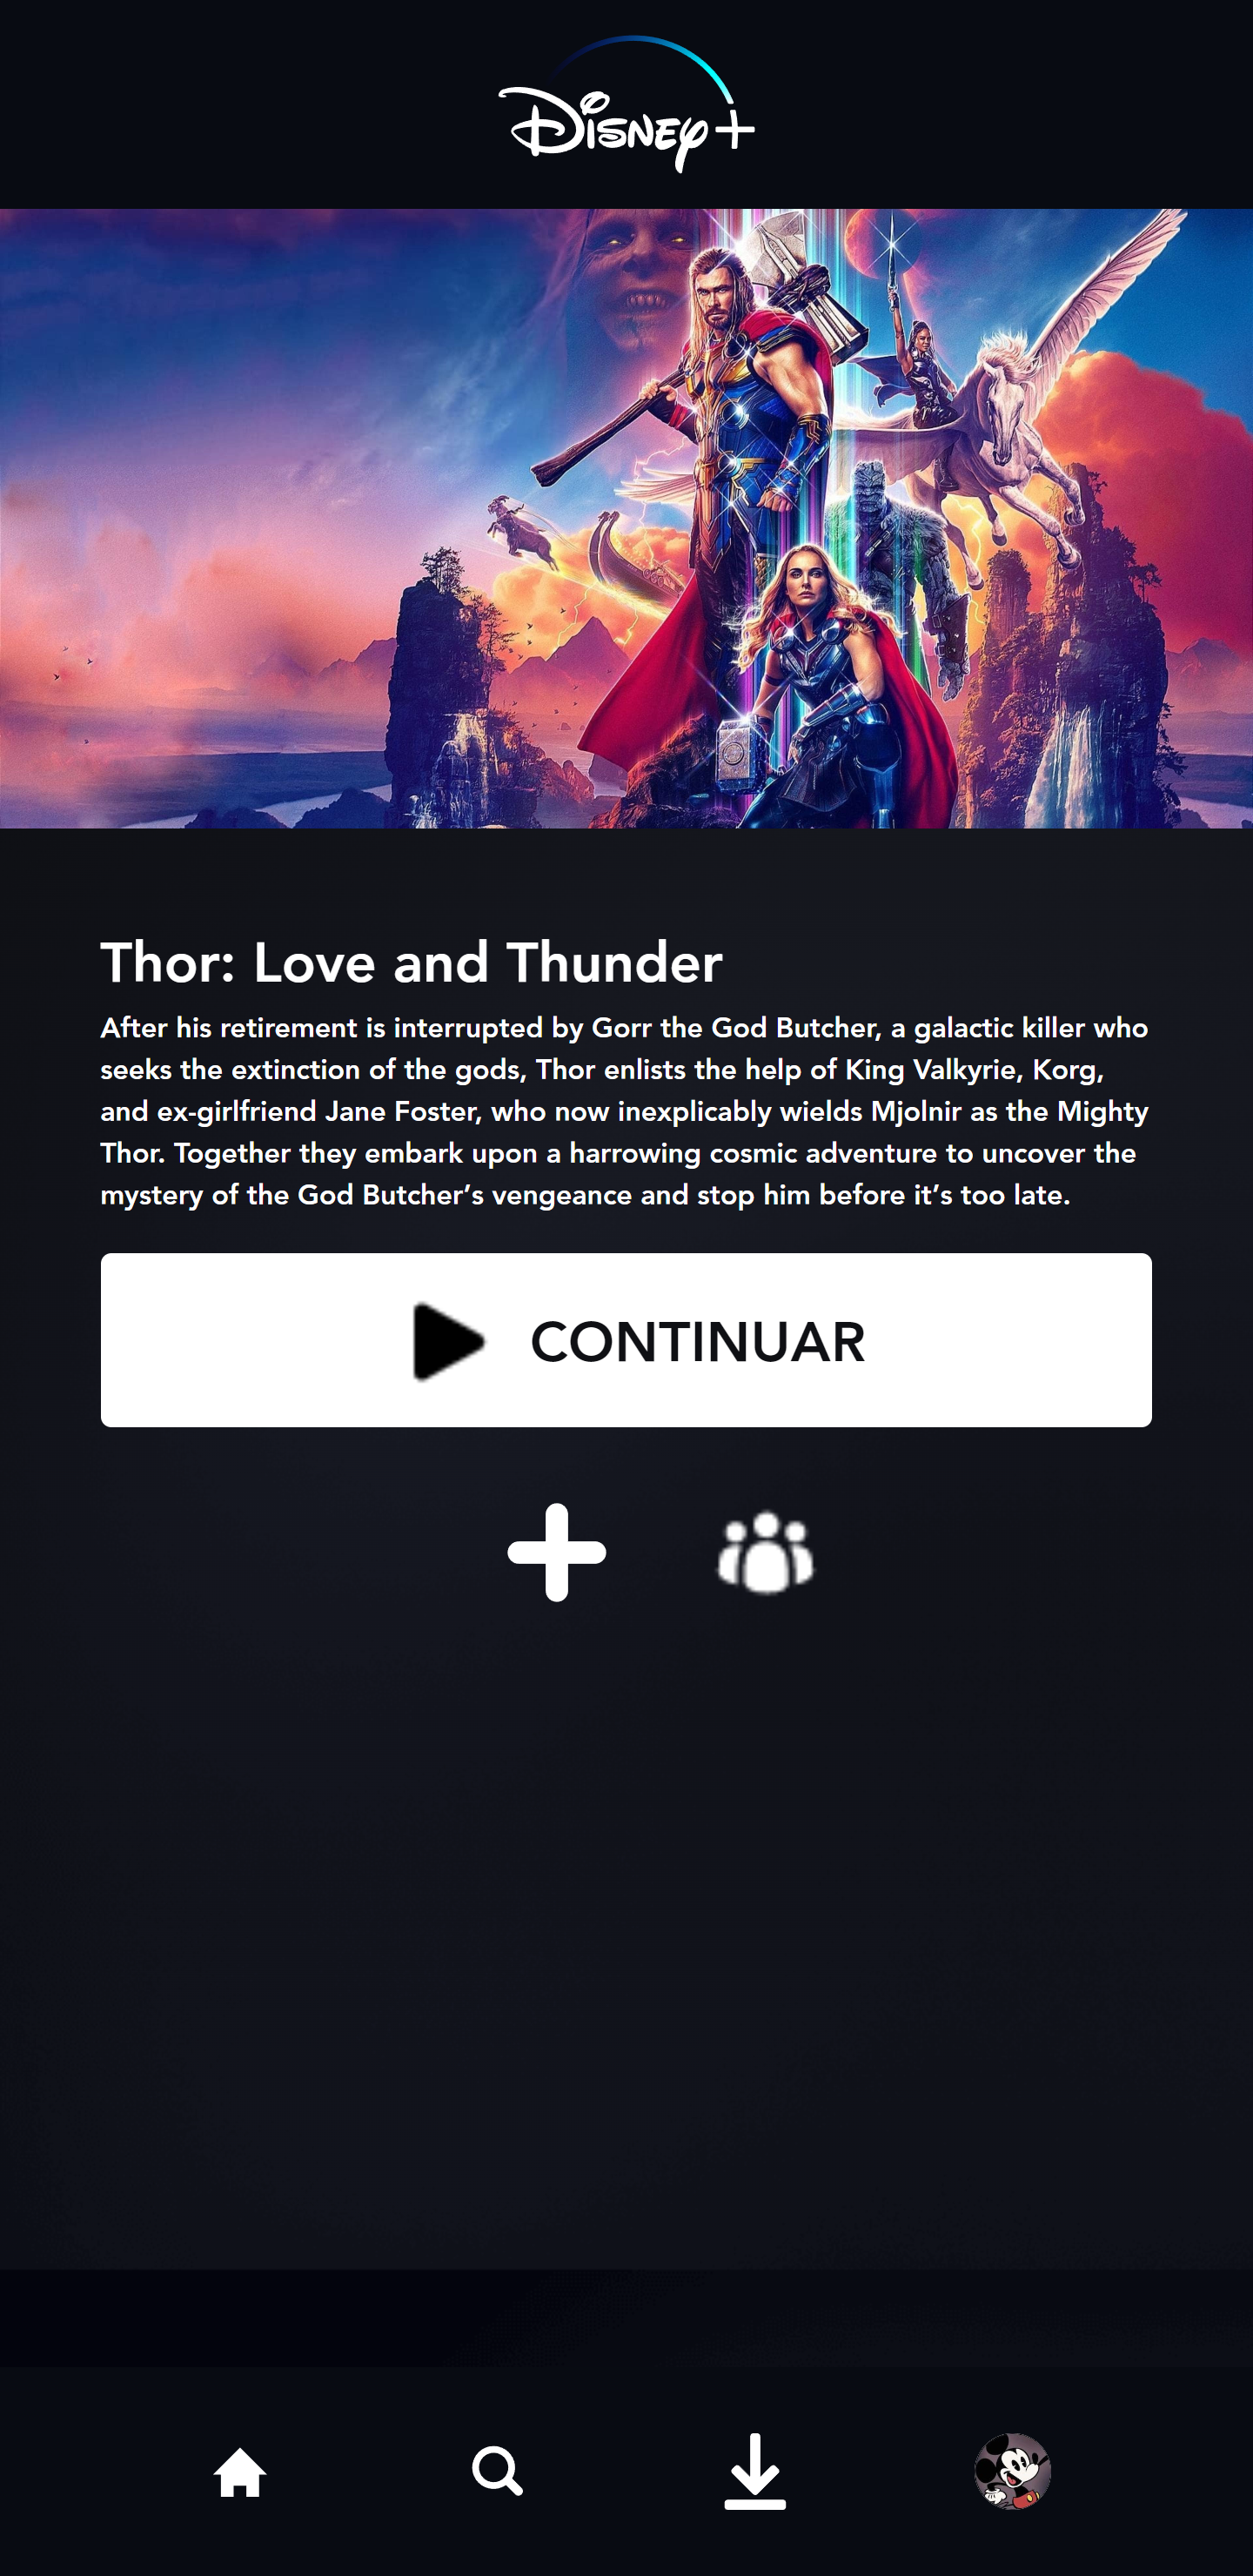 Disney+
Thor: Love and Thunder
After his retirement is interrupted by Gorr the God Butcher, a galactic killer who
seeks the extinction of the gods, Thor enlists the help of King Valkyrie, Korg,
and ex-girlfriend Jane Foster, who now inexplicably wields Mjolnir as the Mighty
Thor. Together they embark upon a harrowing cosmic adventure to uncover the
mystery of the God Butcher’s vengeance and stop him before it’s too late.
CONTINUAR